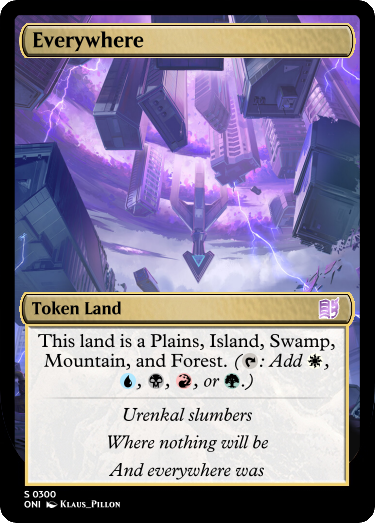 Everywhere
Token Land
This land is a Plains, Island, Swamp,
Mountain, and Forest. (: Add ,
, , , or .)
Urenkal slumbers
Where nothing will be
And everywhere was
S 0300
ONI Klaus_Pillon